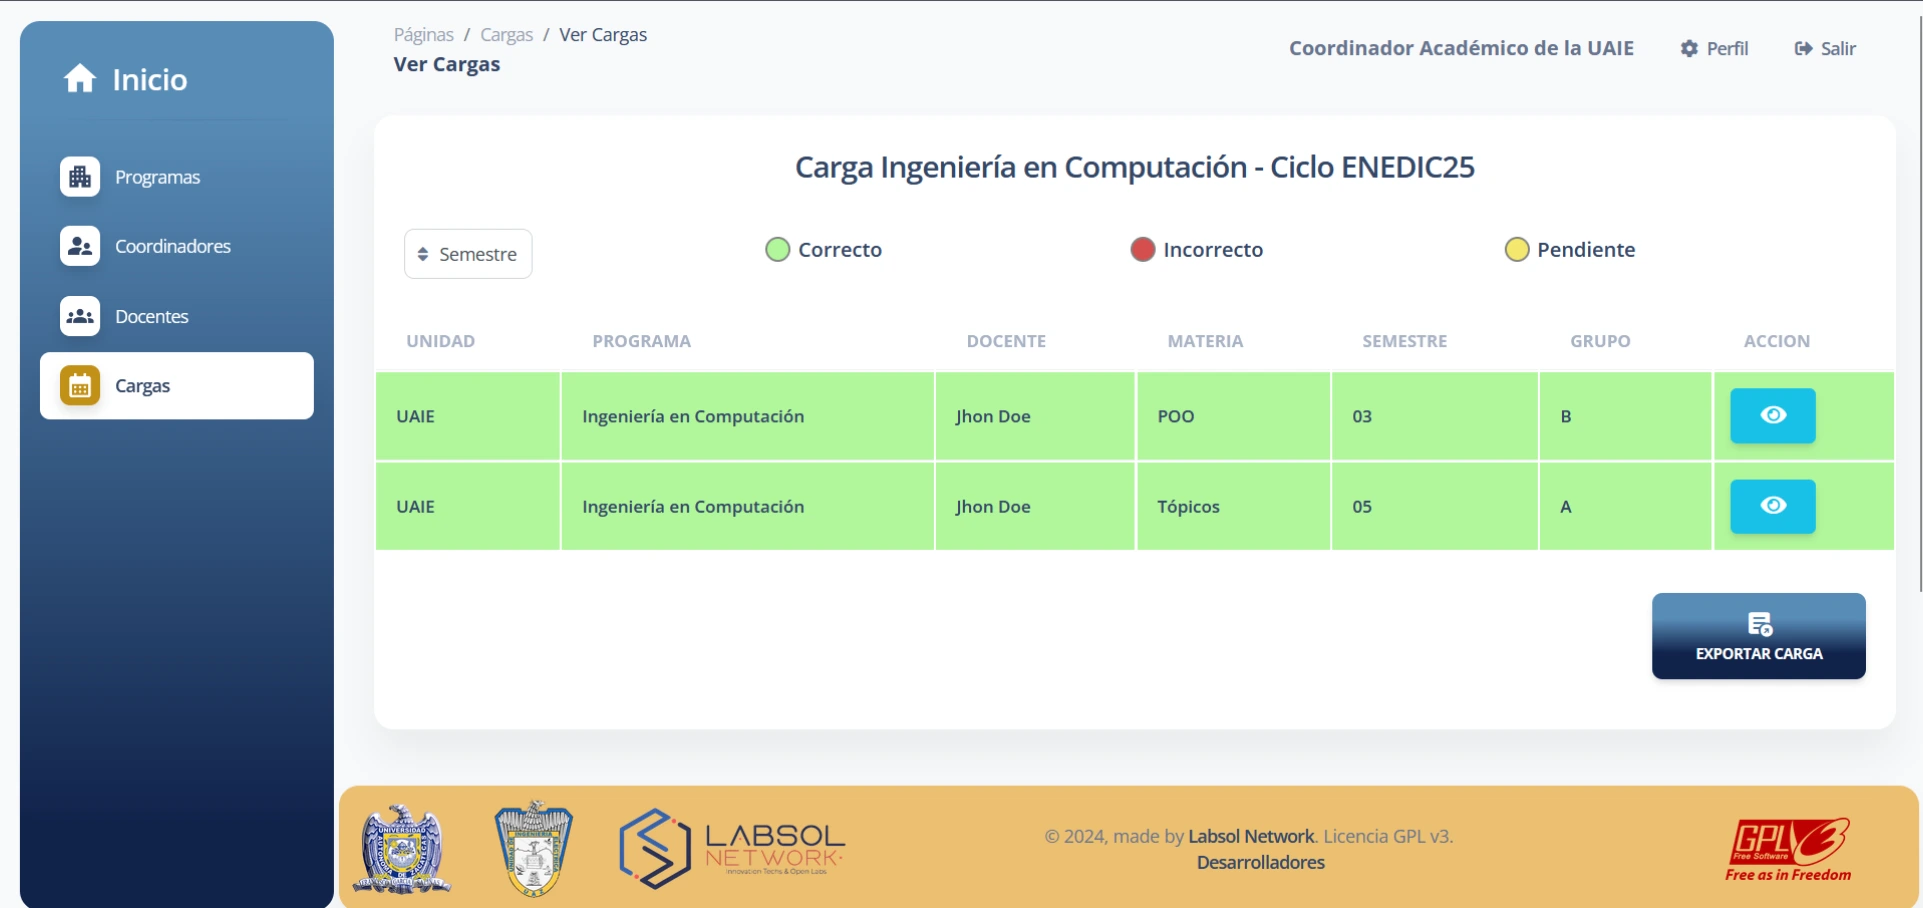 Inicio
Programas
Coordinadores
Docentes
Cargas
Páginas / Cargas / Ver Cargas
Ver Cargas
Coordinador Académico de la UAIE
Perfil
Salir
Carga Ingeniería en Computación - Ciclo ENEDIC25
Semestre
Correcto
Incorrecto
Pendiente
UNIDAD PROGRAMA DOCENTE MATERIA SEMESTRE GRUPO ACCION
UAIE Ingeniería en Computación Jhon Doe POO 03 B
UAIE Ingeniería en Computación Jhon Doe Tópicos 05 A
EXPORTAR CARGA
UNIVERSIDAD
LABSOL
NETWORK
Innovation Techs & Open Labs
© 2024, made by Labsol Network. Licencia GPL v3.
Desarrolladores
GPL v3
Free Software
Free as in Freedom